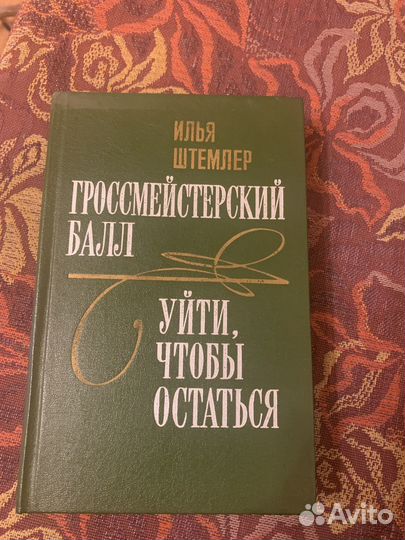 ИЛЬЯ
ШТЕМЛЕР
ГРОССМЕЙСТЕРСКИЙ
БАЛЛ
УЙТИ,
ЧТОБЫ
ОСТАТЬСЯ
Avito